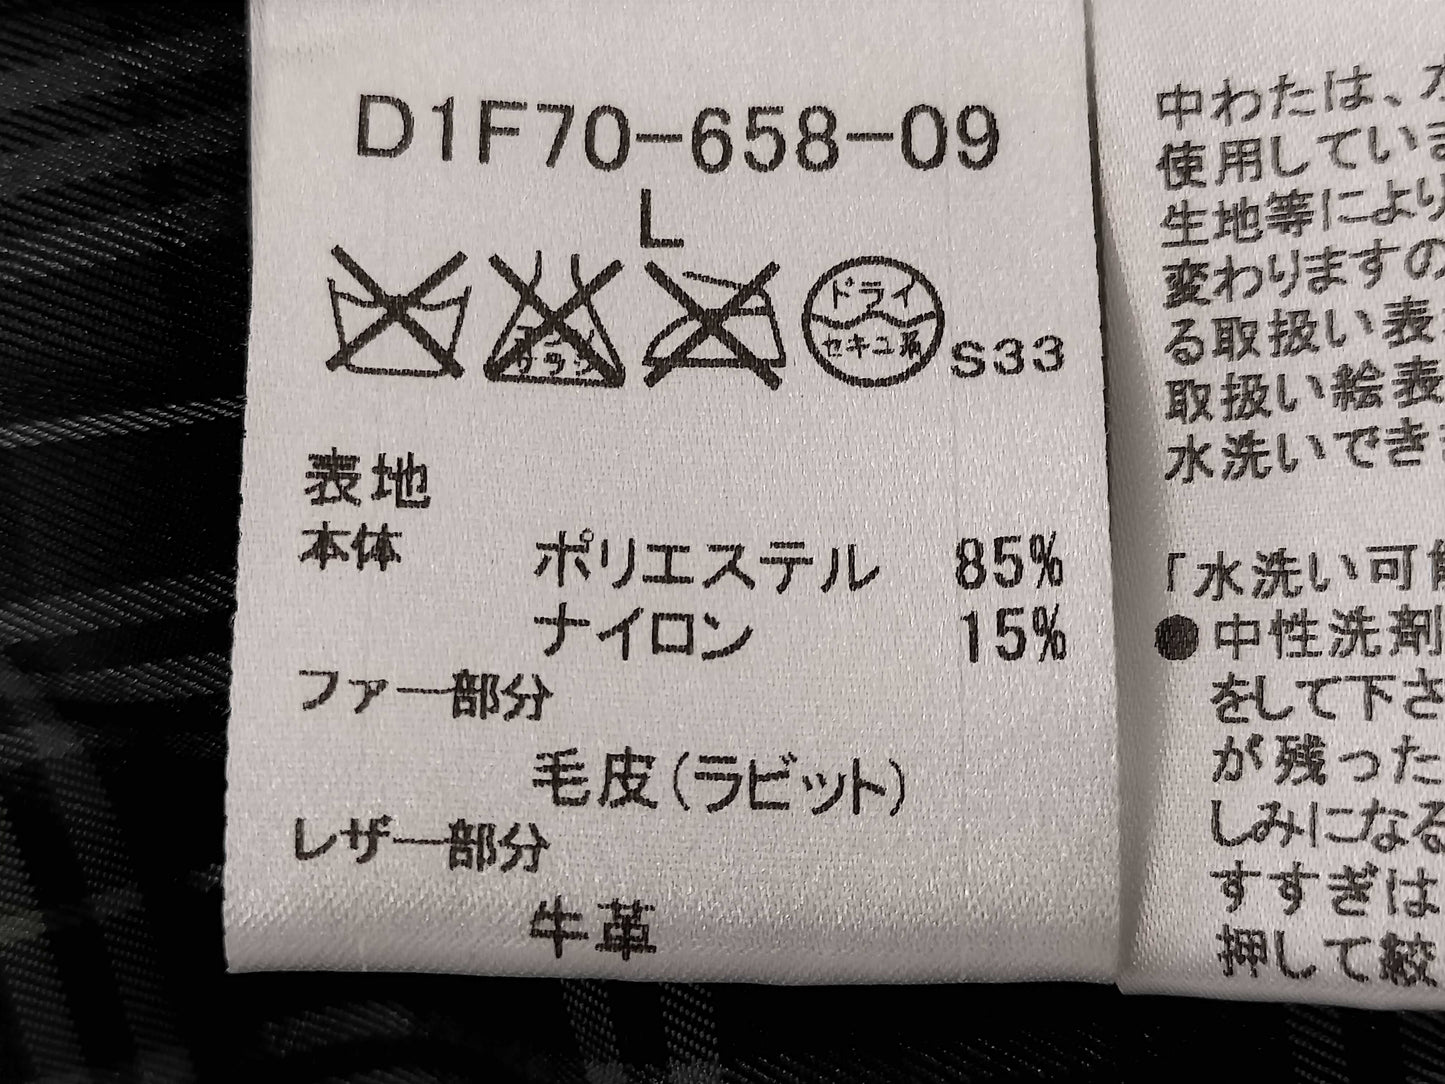 D1F70-658-09
L
ドライ
セキユ系
S33
表地
本体 ポリエステル 85%
ナイロン 15%
ファー部分
毛皮(ラビット)
レザー部分
牛革
中わたは、
使用していま
生地等により
変わりますの
る取扱い表
取扱い絵表
水洗いでき
「水洗い可能
●中性洗剤
をして下さ
が残った
しみになる
すすぎは
押して絞